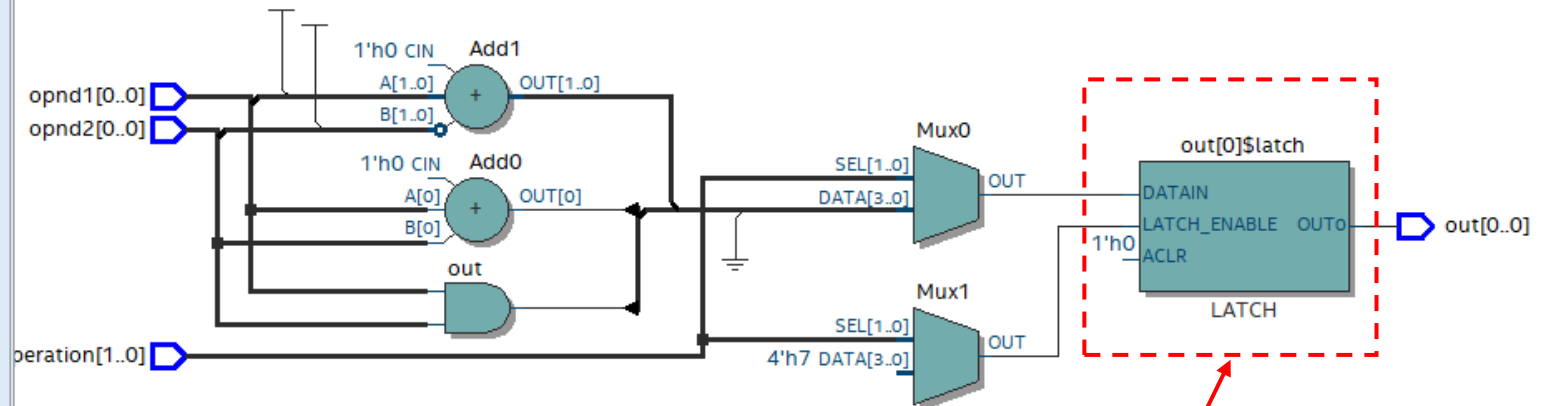 1'h0 CIN Add1
opnd1[0..0] A[1..0] OUT[1..0]
opnd2[0..0] B[1..0]
1'h0 CIN Add0
A[0] OUT[0]
B[0]
out
peration[1..0]
Mux0
SEL[1..0]
DATA[3..0] OUT
Mux1
SEL[1..0]
4'h7 DATA[3..0] OUT
out[0]$latch
DATAIN
LATCH_ENABLE OUT0
1'h0 ACLR
LATCH
out[0..0]